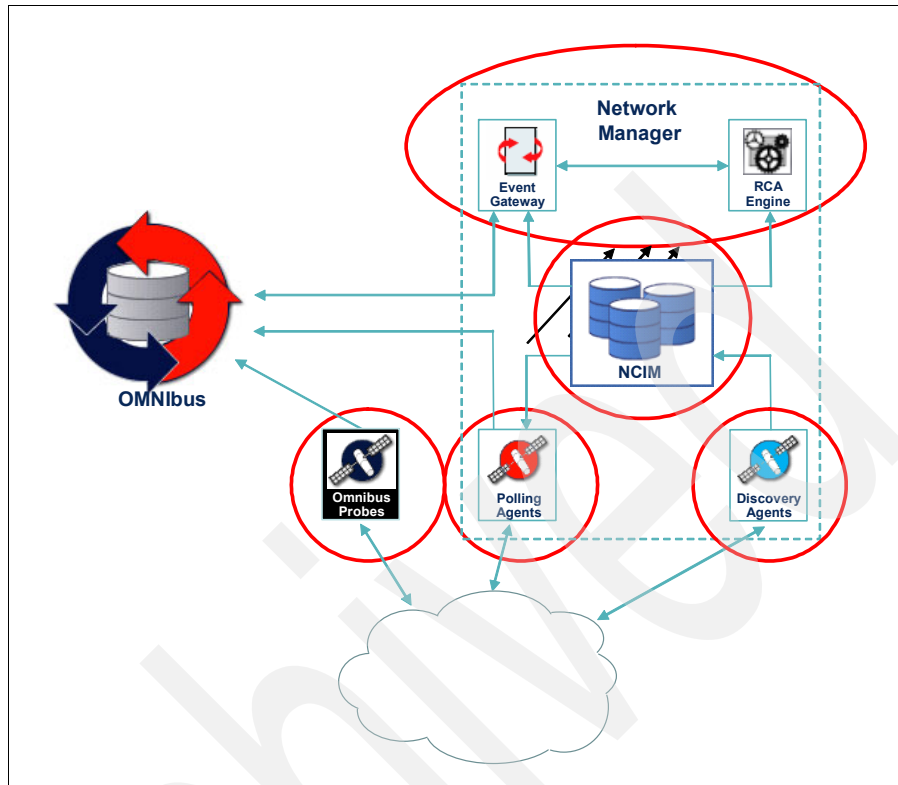 Network
Manager
Event
Gateway
RCA
Engine
OMNIbus
NCIM
Omnibus
Probes
Polling
Agents
Discovery
Agents